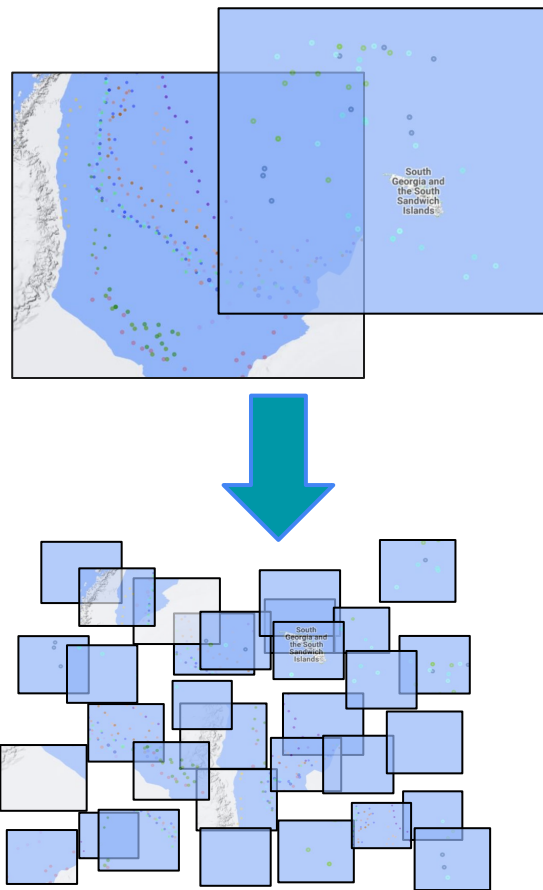 South
Georgia and
the South
Sandwich
Islands
South
Georgia and
the South
Sandwich
Islands